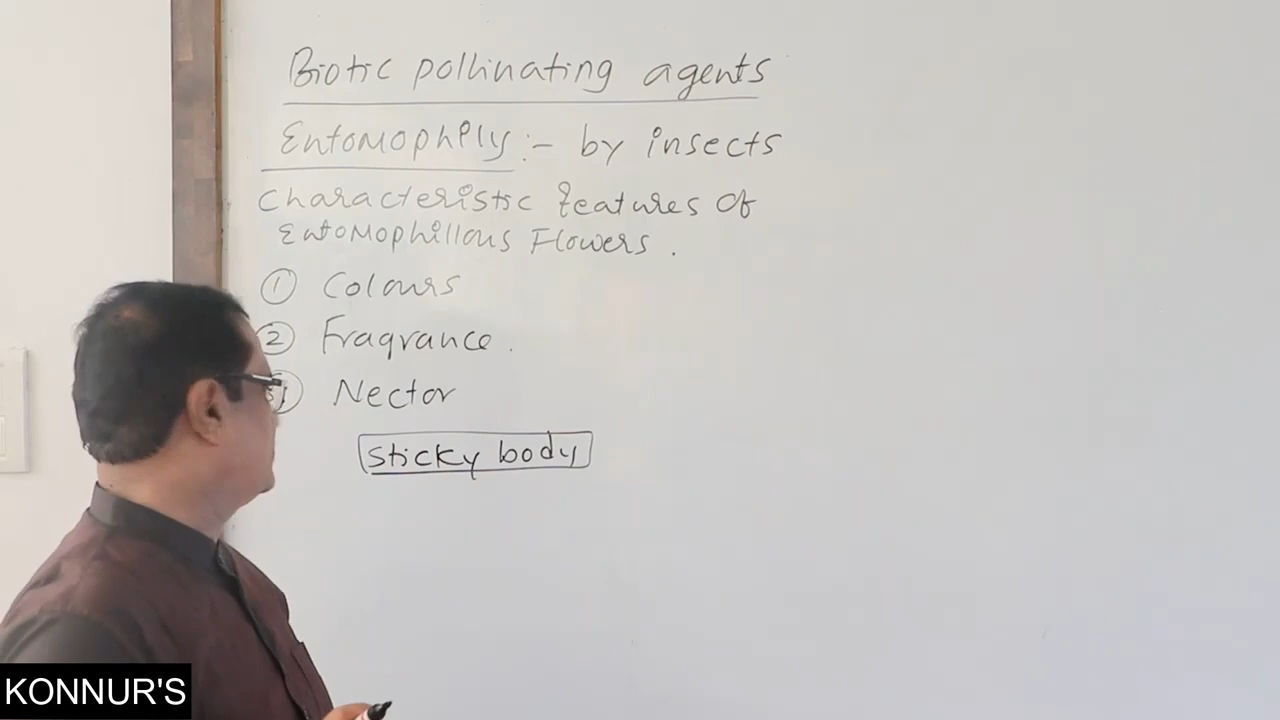 Biotic pollinating agents
Entomophily :- by insects
Characteristic features of
Entomophillous Flowers .
① Colours
② Fragrance .
③ Nector
Sticky body
KONNUR'S